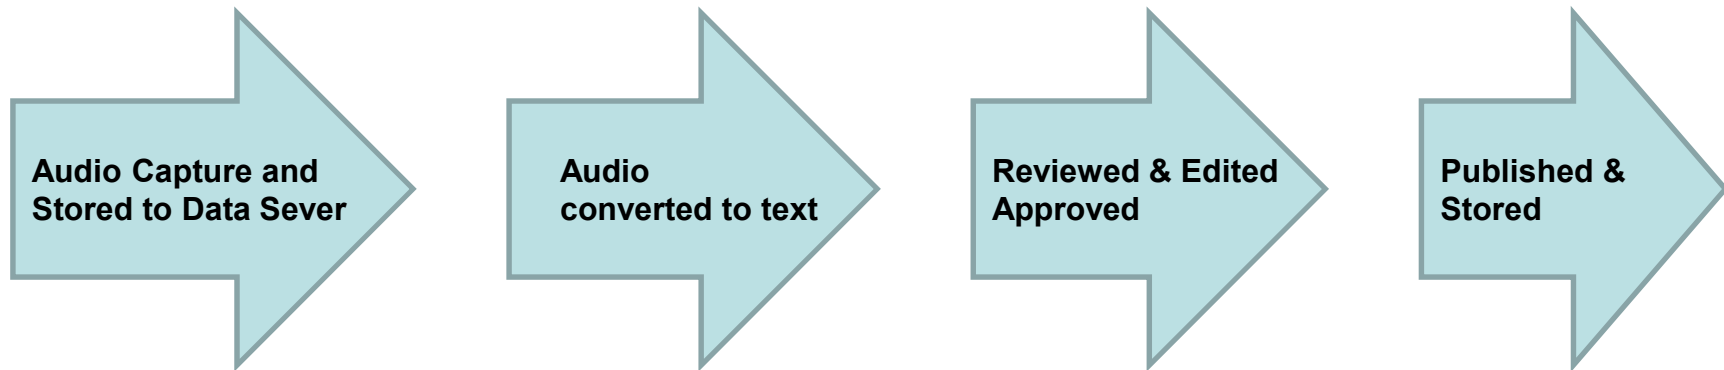 Audio Capture and
Stored to Data Sever
Audio
converted to text
Reviewed & Edited
Approved
Published &
Stored